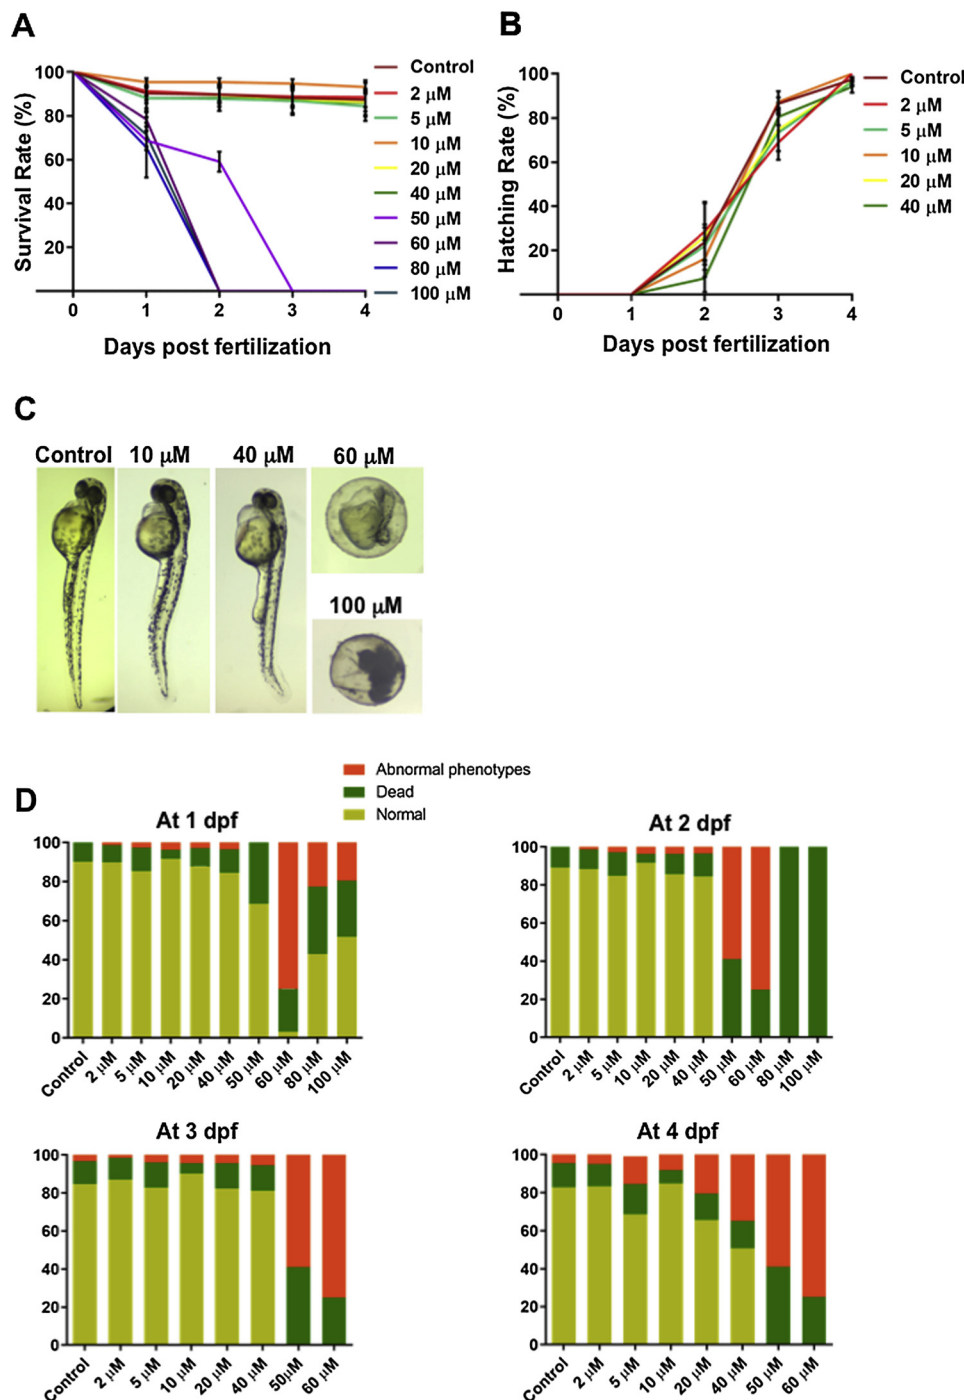 A
Survival Rate (%)
100
80
60
40
20
0
1
2
3
4
Days post fertilization
Control
2 µM
5 µM
10 µM
20 µM
40 µM
50 µM
60 µM
80 µM
100 µM
B
Hatching Rate (%)
100
80
60
40
20
0
1
2
3
4
Days post fertilization
Control
2 µM
5 µM
10 µM
20 µM
40 µM
C
Control
10 µM
40 µM
60 µM
100 µM
D
Abnormal phenotypes
Dead
Normal
At 1 dpf
100
80
60
40
20
0
Control
2 µM
5 µM
10 µM
20 µM
40 µM
50 µM
60 µM
80 µM
100 µM
At 2 dpf
100
80
60
40
20
0
Control
2 µM
5 µM
10 µM
20 µM
40 µM
50 µM
60 µM
80 µM
100 µM
At 3 dpf
100
80
60
40
20
0
Control
2 µM
5 µM
10 µM
20 µM
40 µM
50µM
60 µM
At 4 dpf
100
80
60
40
20
0
Control
2 µM
5 µM
10 µM
20 µM
40 µM
50 µM
60 µM